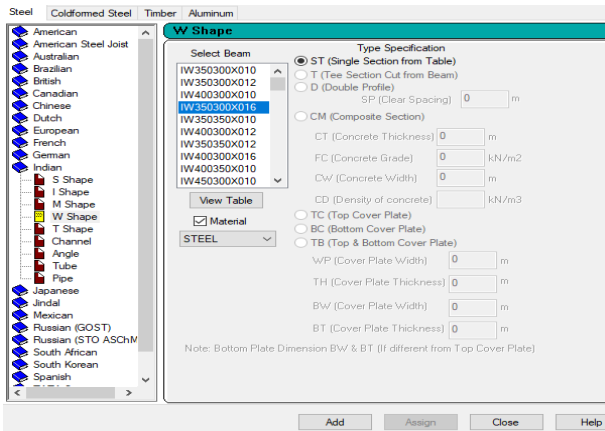 Steel Coldformed Steel Timber Aluminum
American
American Steel Joist
Australian
Brazilian
British
Canadian
Chinese
Dutch
European
French
German
Indian
S Shape
I Shape
M Shape
W Shape
T Shape
Channel
Angle
Tube
Pipe
Japanese
Jindal
Mexican
Russian (GOST)
Russian (STO ASChM
South African
South Korean
Spanish
W Shape
Select Beam
IW350300X010
IW350300X012
IW400300X010
IW350300X016
IW350350X010
IW400300X012
IW350350X012
IW400300X016
IW400350X010
IW450300X010
View Table
Material
STEEL
Type Specification
ST (Single Section from Table)
T (Tee Section Cut from Beam)
D (Double Profile)
SP (Clear Spacing) 0 m
CM (Composite Section)
CT (Concrete Thickness) 0 m
FC (Concrete Grade) 0 kN/m2
CW (Concrete Width) 0 m
CD (Density of concrete) kN/m3
TC (Top Cover Plate)
BC (Bottom Cover Plate)
TB (Top & Bottom Cover Plate)
WP (Cover Plate Width) 0 m
TH (Cover Plate Thickness) 0 m
BW (Cover Plate Width) 0 m
BT (Cover Plate Thickness) 0 m
Note: Bottom Plate Dimension BW & BT (If different from Top Cover Plate)
Add Assign Close Help